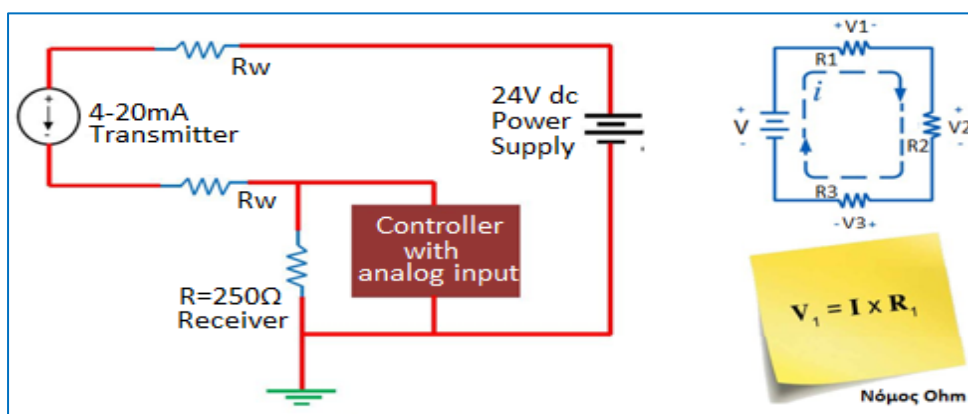 Rw
4-20mA
Transmitter
24V dc
Power
Supply
Rw
Controller
with
analog input
R=250Ω
Receiver
+V1-
R1
i
+
V
-
+
V2
-
R2
R3
-V3+
V₁ = I x R₁
Νόμος Ohm